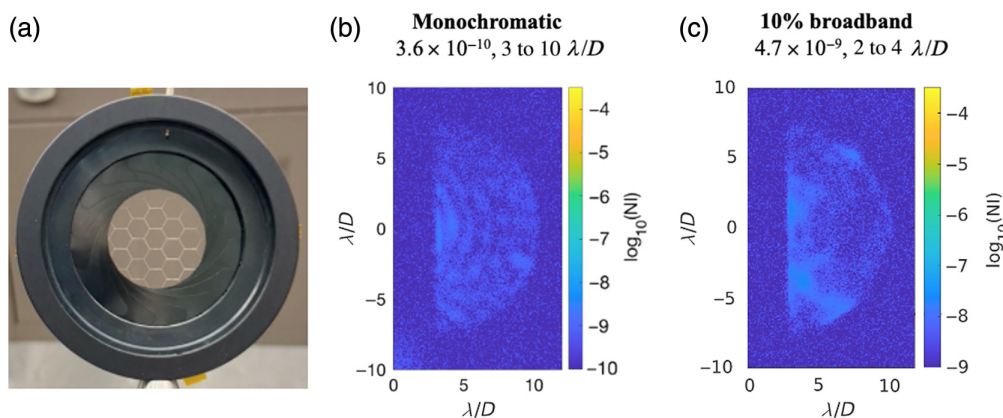 (a)
(b)
Monochromatic
3.6 × 10⁻¹⁰, 3 to 10 λ/D
10
5
0
−5
−10
λ/D
0
5
10
λ/D
−4
−5
−6
−7
−8
−9
−10
log₁₀(NI)
(c)
10% broadband
4.7 × 10⁻⁹, 2 to 4 λ/D
10
5
0
−5
−10
λ/D
0
5
10
λ/D
−4
−5
−6
−7
−8
−9
log₁₀(NI)